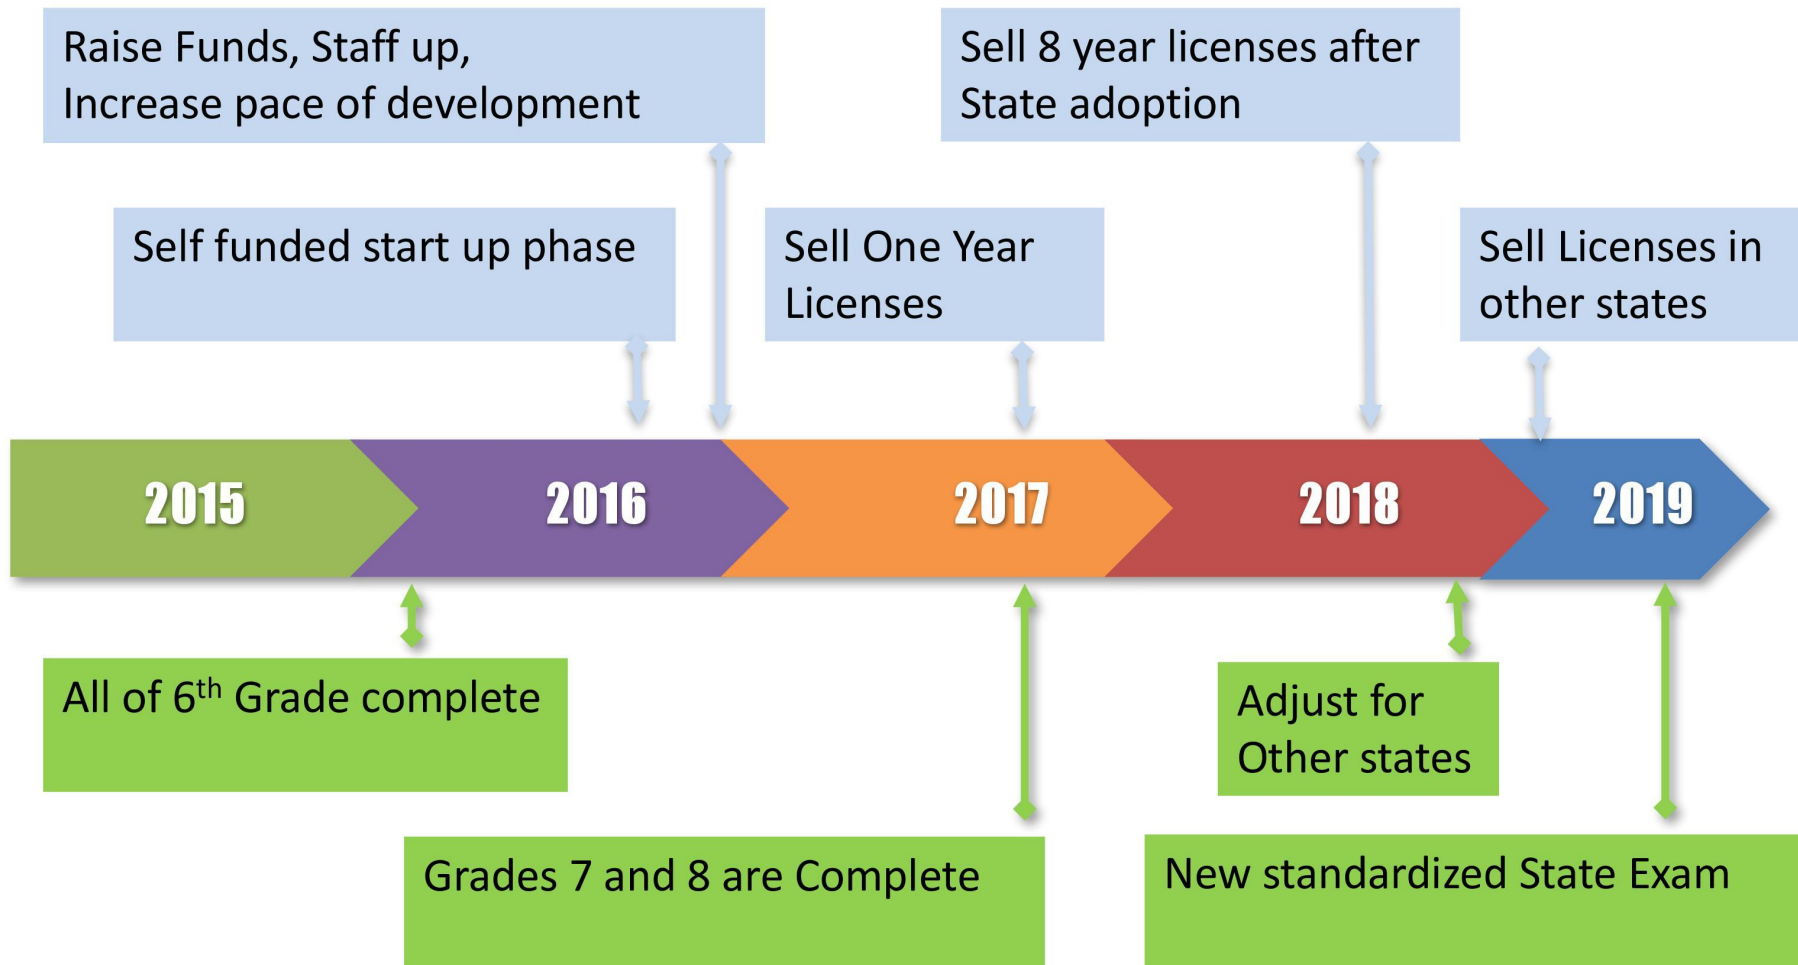 Raise Funds, Staff up,
Increase pace of development
Sell 8 year licenses after
State adoption
Self funded start up phase
Sell One Year
Licenses
Sell Licenses in
other states
2015
2016
2017
2018
2019
All of 6th Grade complete
Adjust for
Other states
Grades 7 and 8 are Complete
New standardized State Exam